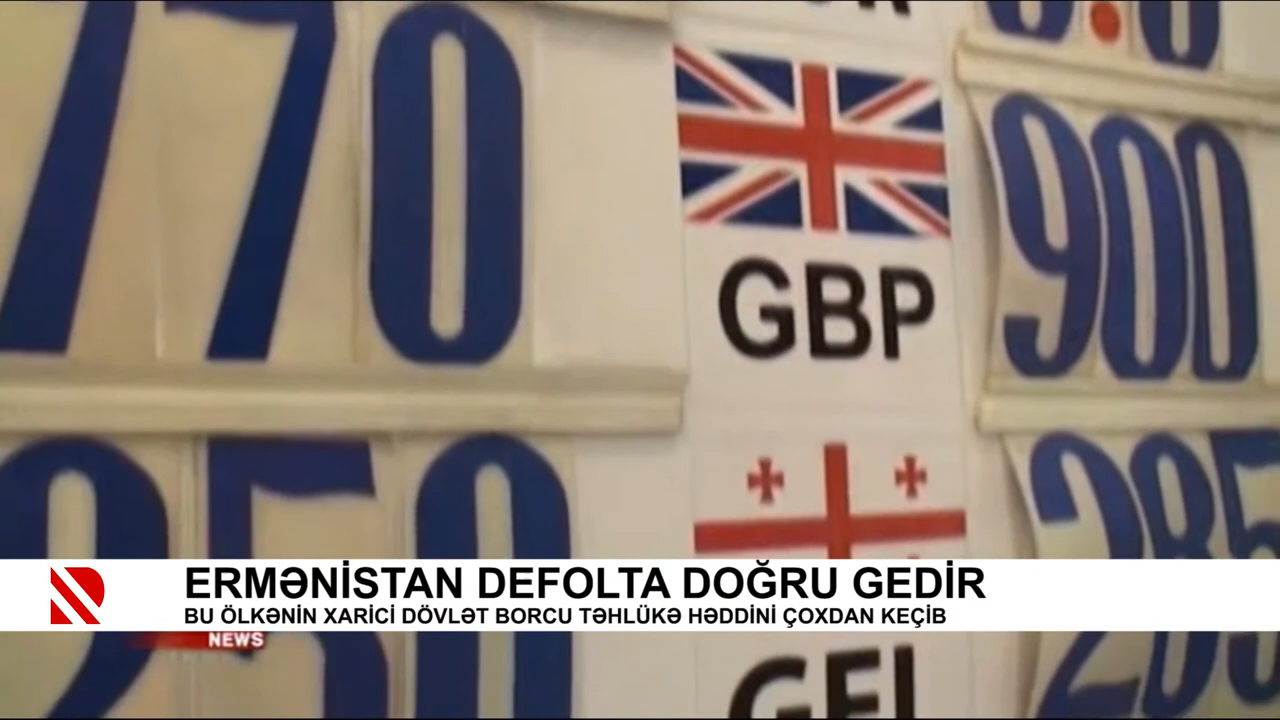 770 GBP 900
250 285
ERMƏNİSTAN DEFOLTA DOĞRU GEDİR
BU ÖLKƏNİN XARİCİ DÖVLƏT BORCU TƏHLÜKƏ HƏDDİNİ ÇOXDAN KEÇİB
NEWS
GEL